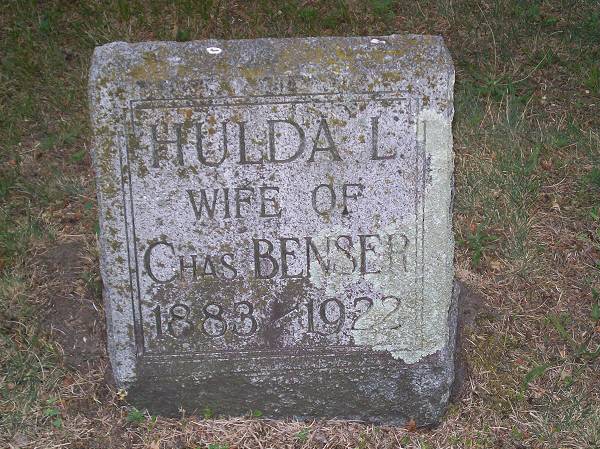 HULDA L.
WIFE OF
CHAS BENSER
1883 / 1922